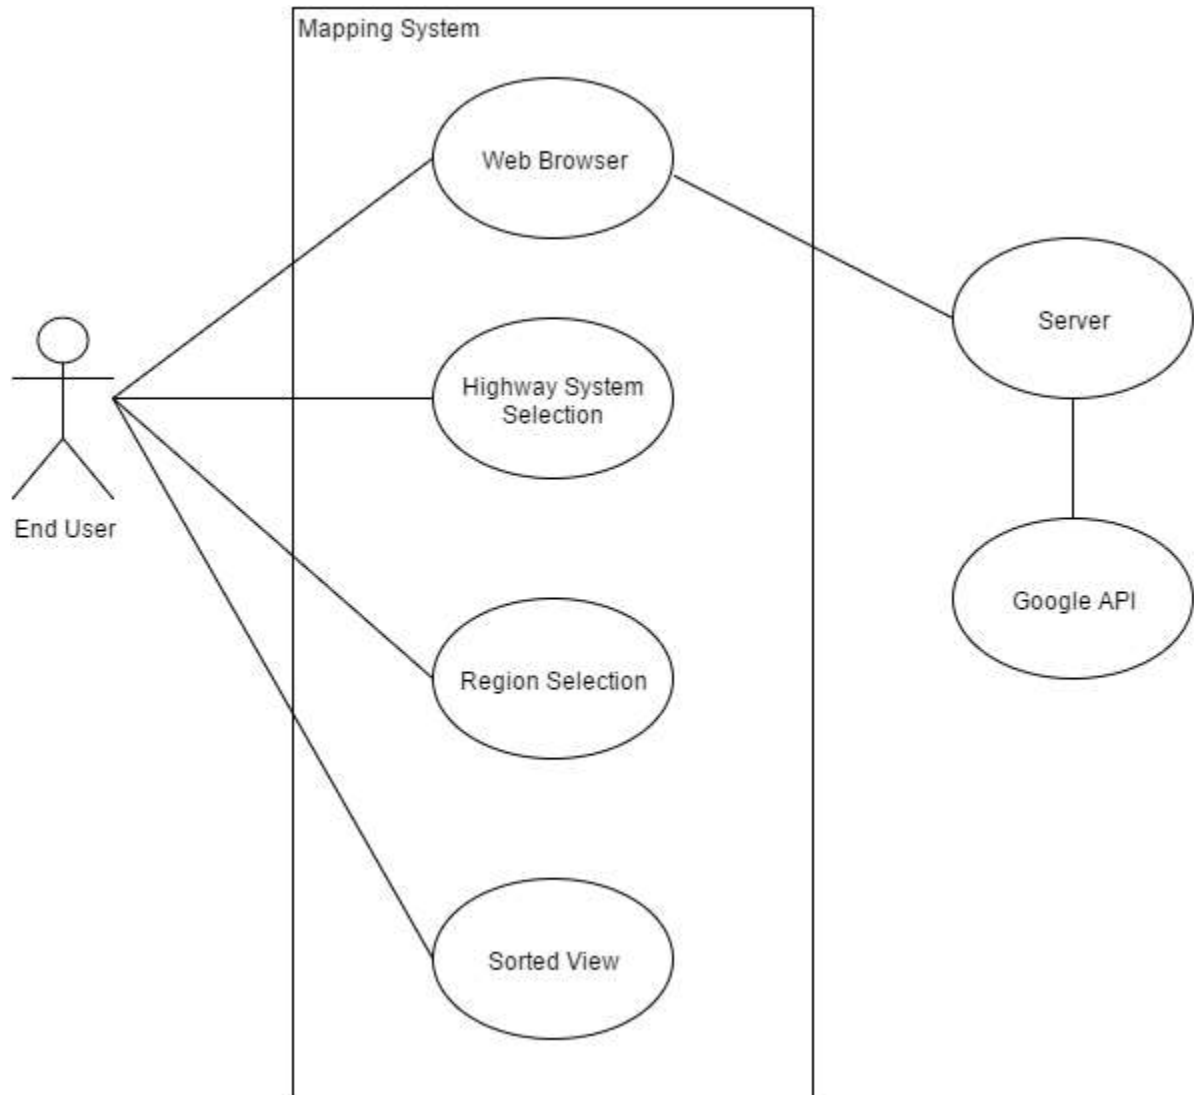 Mapping System
Web Browser
Server
Highway System
Selection
End User
Google API
Region Selection
Sorted View